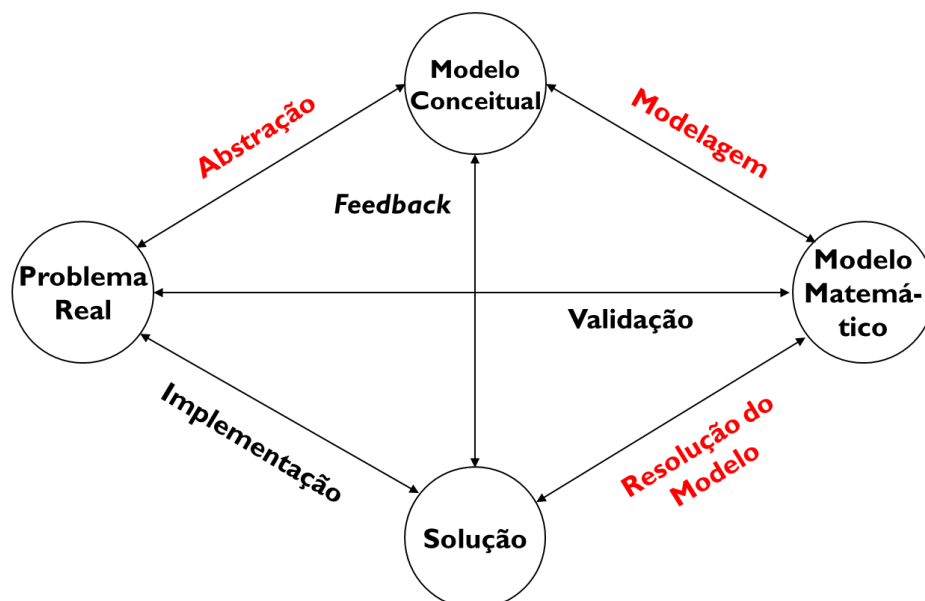 Modelo
Conceitual
Abstração
Modelagem
Feedback
Problema
Real
Modelo
Matemá-
tico
Validação
Implementação
Resolução do
Modelo
Solução